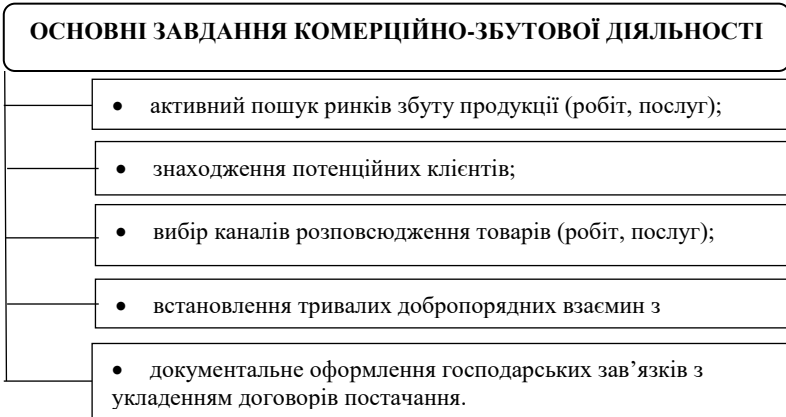 ОСНОВНІ ЗАВДАННЯ КОМЕРЦІЙНО-ЗБУТОВОЇ ДІЯЛЬНОСТІ
• активний пошук ринків збуту продукції (робіт, послуг);
• знаходження потенційних клієнтів;
• вибір каналів розповсюдження товарів (робіт, послуг);
• встановлення тривалих добропорядних взаємин з
• документальне оформлення господарських зав’язків з
укладенням договорів постачання.